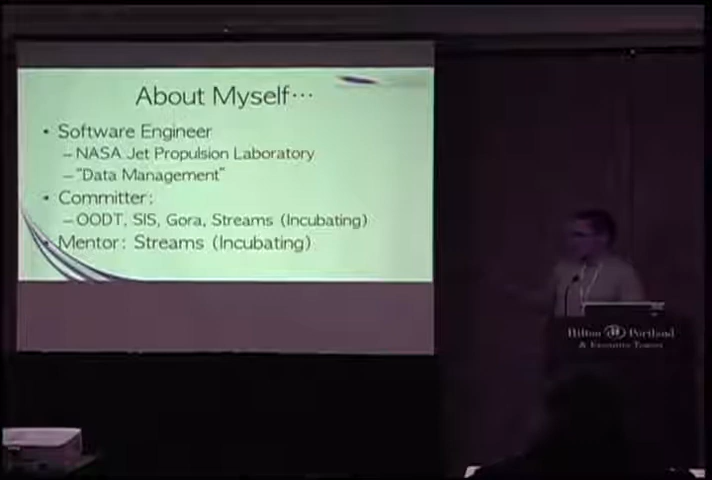 About Myself…
• Software Engineer
– NASA Jet Propulsion Laboratory
– "Data Management"
• Committer:
– OODT, SIS, Gora, Streams (Incubating)
• Mentor: Streams (Incubating)
Hilton Portland
& Executive Tower